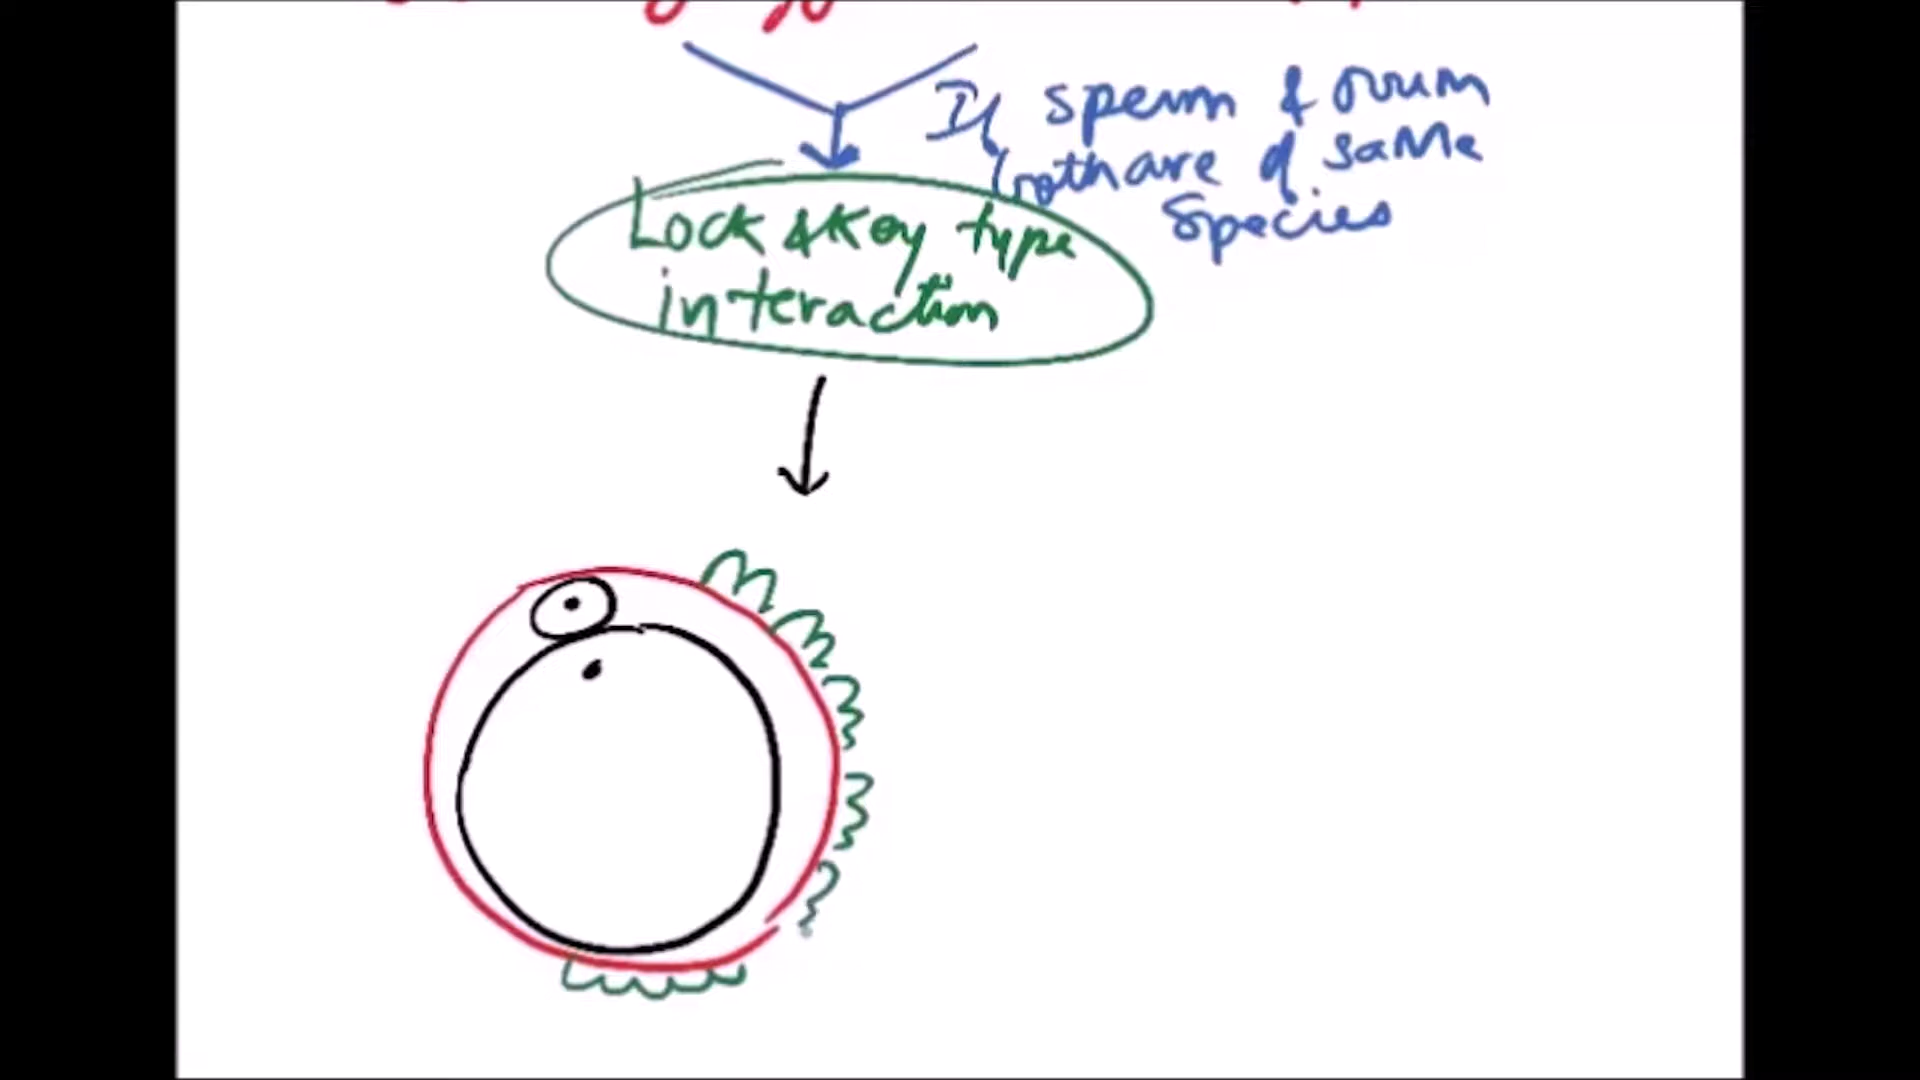 If sperm & ovum
both are of same
Species
Lock & Key type
interaction